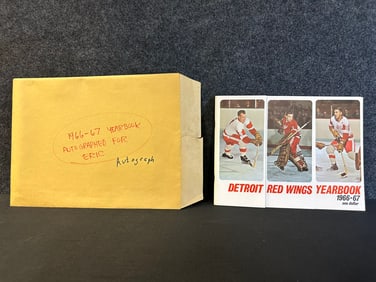 1966-67 YEARBOOK
AUTOGRAPHED FOR
ERIC
Autograph
DETROIT RED WINGS YEARBOOK
1966-67
one dollar